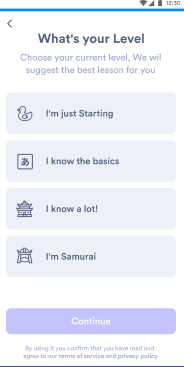 12:30
What's your Level
Choose your current level, We wil
suggest the best lesson for you
I'm just Starting
あ
I know the basics
I know a lot!
I'm Samurai
Continue
By using it you confirm that you have read and
agree to our terms of service and privacy policy